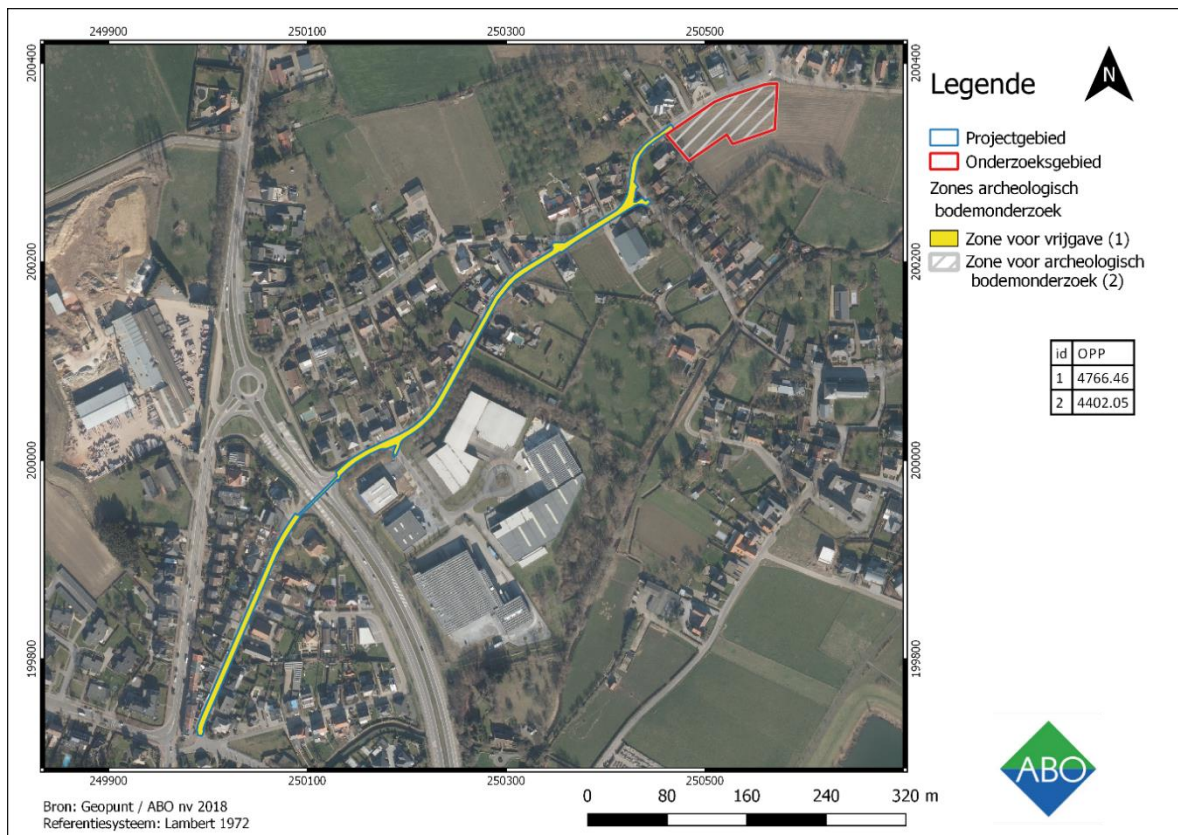 249900 250100 250300 250500
200400
200200
200000
199800
200400
200200
200000
199800
249900 250100 250300 250500
N
Legende
Projectgebied
Onderzoeksgebied
Zones archeologisch
bodemonderzoek
Zone voor vrijgave (1)
Zone voor archeologisch
bodemonderzoek (2)
id OPP
1 4766.46
2 4402.05
ABO
Bron: Geopunt / ABO nv 2018
Referentiesysteem: Lambert 1972
0 80 160 240 320 m